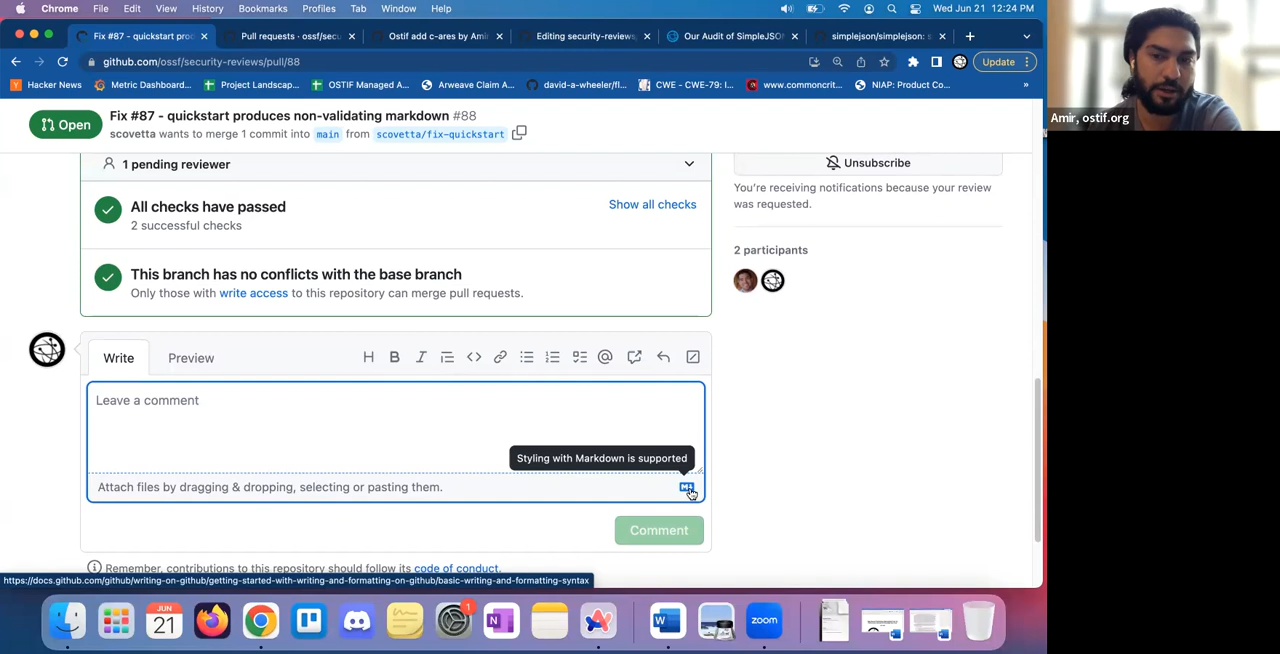 Chrome File Edit View History Bookmarks Profiles Tab Window Help Wed Jun 21 12:24 PM
Fix #87 - quickstart proc Pull requests · ossf/secu Ostif add c-ares by Amir Editing security-reviews Our Audit of SimpleJSON simplejson/simplejson: s
github.com/ossf/security-reviews/pull/88 Update
Hacker News Metric Dashboard... Project Landscap... OSTIF Managed A... Arweave Claim A... david-a-wheeler/fl... CWE - CWE-79: I... www.commoncrit... NIAP: Product Co... »
Open
Fix #87 - quickstart produces non-validating markdown #88
scovetta wants to merge 1 commit into main from scovetta/fix-quickstart
Amir, ostif.org
1 pending reviewer
Unsubscribe
You're receiving notifications because your review
was requested.
All checks have passed
Show all checks
2 successful checks
2 participants
This branch has no conflicts with the base branch
Only those with write access to this repository can merge pull requests.
Write Preview
Leave a comment
Styling with Markdown is supported
Attach files by dragging & dropping, selecting or pasting them.
Comment
Remember, contributions to this repository should follow its code of conduct.
https://docs.github.com/github/writing-on-github/getting-started-with-writing-and-formatting-on-github/basic-writing-and-formatting-syntax
JUN
21
1
zoom